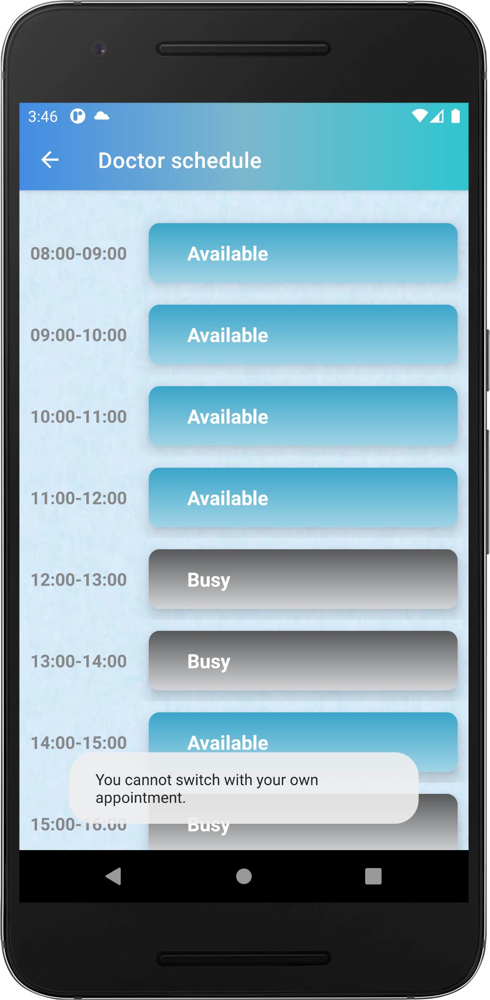 3:46
Doctor schedule
08:00-09:00 Available
09:00-10:00 Available
10:00-11:00 Available
11:00-12:00 Available
12:00-13:00 Busy
13:00-14:00 Busy
14:00-15:00 Available
You cannot switch with your own
appointment.
15:00-16:00 Busy